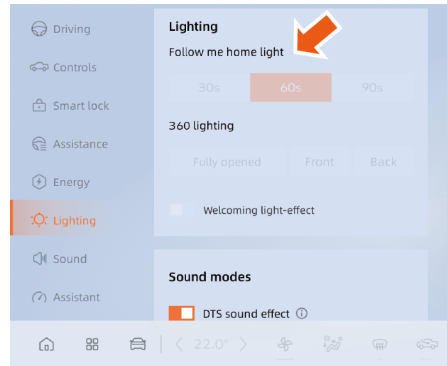 Driving
Controls
Smart lock
Assistance
Energy
Lighting
Sound
Assistant
Lighting
Follow me home light
30s 60s 90s
360 lighting
Fully opened Front Back
Welcoming light-effect
Sound modes
DTS sound effect
< 22.0° >